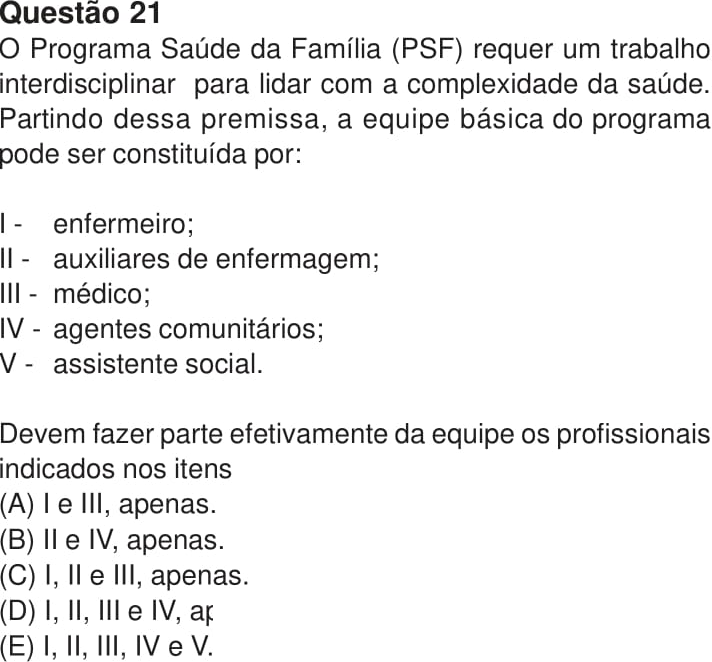 Questão 21
O Programa Saúde da Família (PSF) requer um trabalho
interdisciplinar para lidar com a complexidade da saúde.
Partindo dessa premissa, a equipe básica do programa
pode ser constituída por:
I - enfermeiro;
II - auxiliares de enfermagem;
III - médico;
IV - agentes comunitários;
V - assistente social.
Devem fazer parte efetivamente da equipe os profissionais
indicados nos itens
(A) I e III, apenas.
(B) II e IV, apenas.
(C) I, II e III, apenas.
(D) I, II, III e IV,
(E) I, II, III, IV e V.